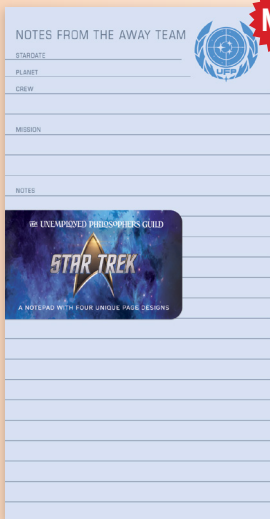 NOTES FROM THE AWAY TEAM
STARDATE
PLANET
CREW
UFP
MISSION
NOTES
THE UNEMPLOYED PHILOSOPHERS GUILD
STAR TREK
A NOTEPAD WITH FOUR UNIQUE PAGE DESIGNS